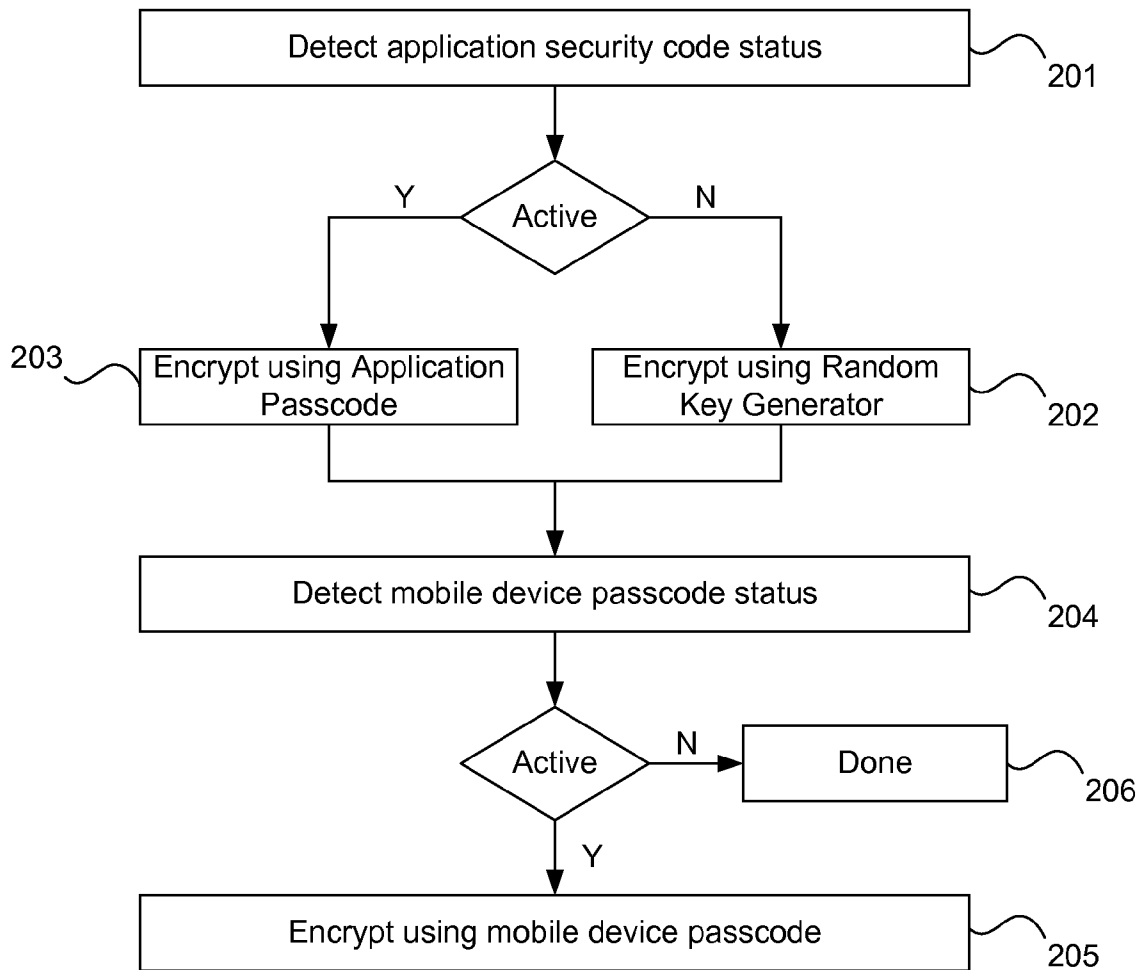 Detect application security code status
201
Active
Y
N
203
Encrypt using Application
Passcode
Encrypt using Random
Key Generator
202
Detect mobile device passcode status
204
Active
N
Done
206
Y
Encrypt using mobile device passcode
205